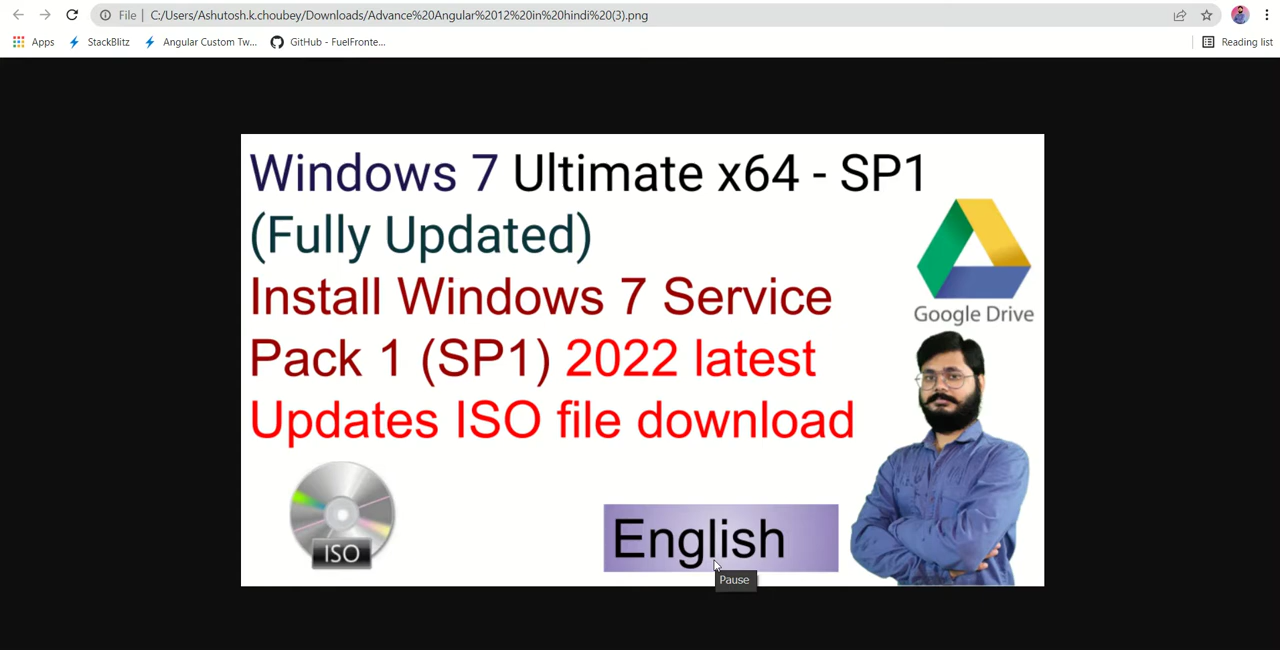 File | C:/Users/Ashutosh.k.choubey/Downloads/Advance%20Angular%2012%20in%20hindi%20(3).png
Apps StackBlitz Angular Custom Tw... GitHub - FuelFronte... Reading list
Windows 7 Ultimate x64 - SP1
(Fully Updated)
Install Windows 7 Service
Pack 1 (SP1) 2022 latest
Updates ISO file download
Google Drive
ISO
English
Pause